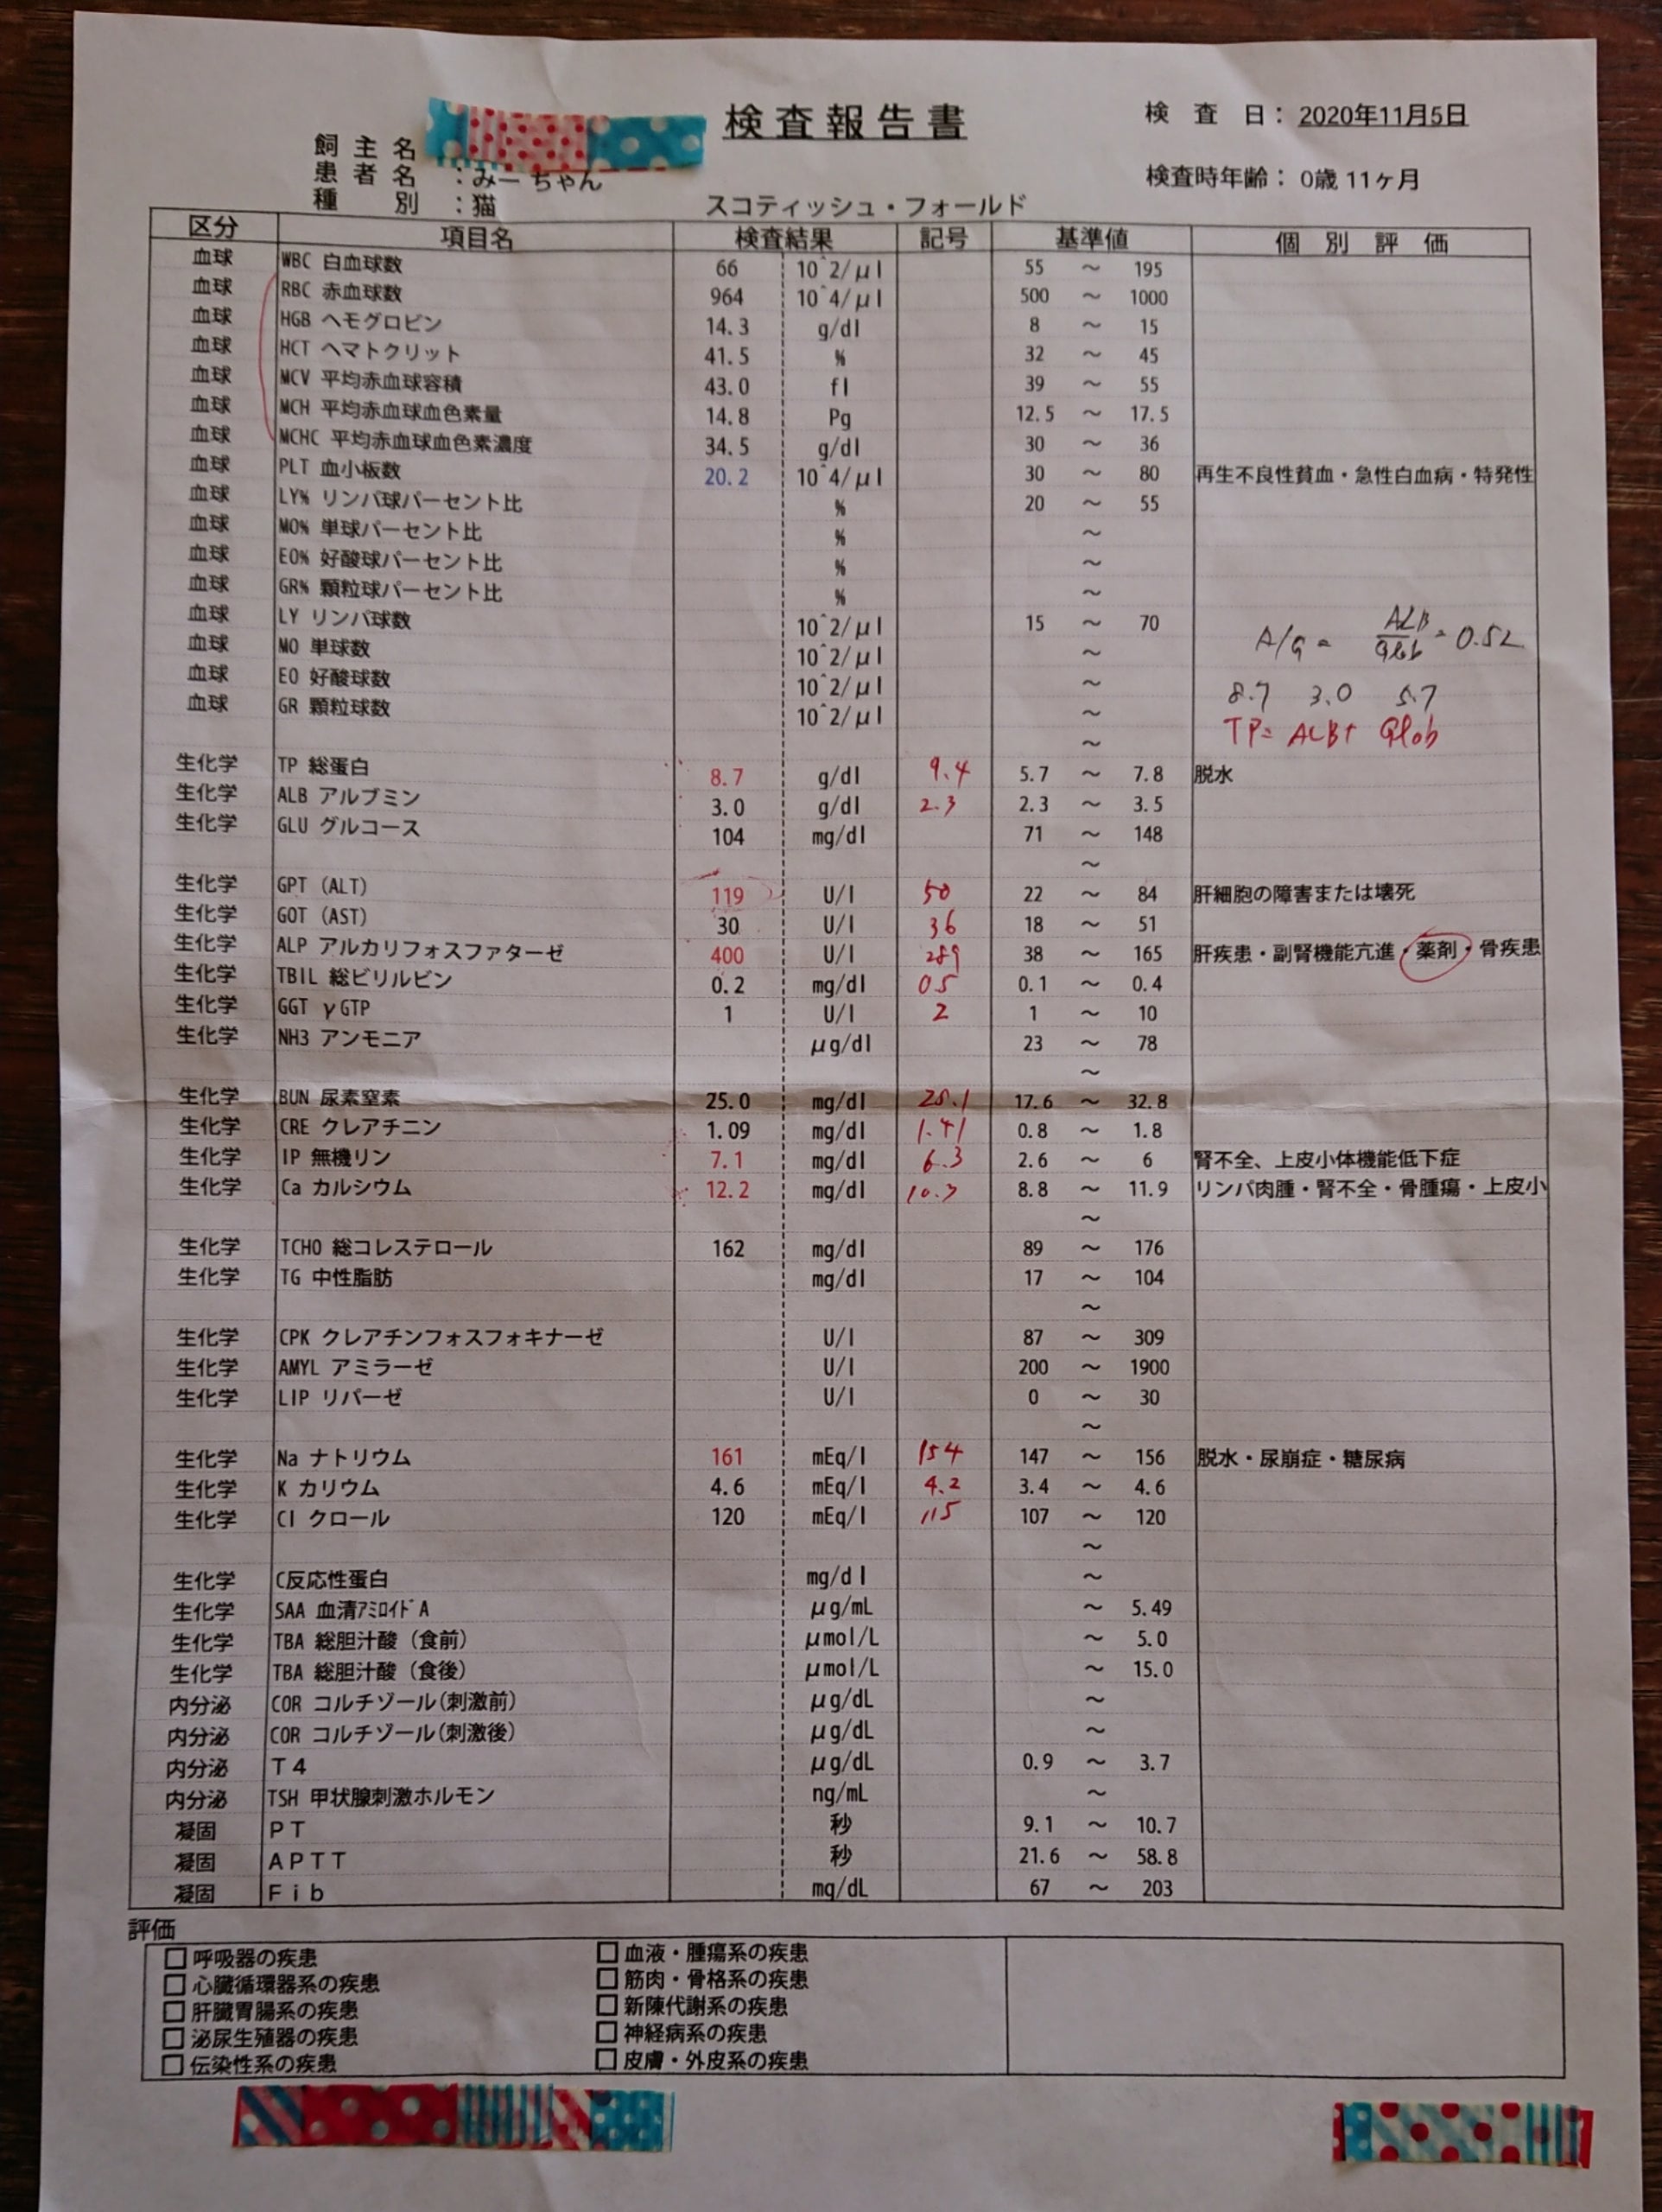 検査報告書
検 査 日： 2020年11月5日
飼主名
患者名 ：みーちゃん
検査時年齢： 0歳 11ヶ月
種 別 ：猫 スコティッシュ・フォールド
区分 項目名 検査結果 記号 基準値 個 別 評 価
血球 WBC 白血球数 66 10^2/μl 55 ～ 195
血球 RBC 赤血球数 964 10^4/μl 500 ～ 1000
血球 HGB ヘモグロビン 14.3 g/dl 8 ～ 15
血球 HCT ヘマトクリット 41.5 % 32 ～ 45
血球 MCV 平均赤血球容積 43.0 fl 39 ～ 55
血球 MCH 平均赤血球血色素量 14.8 Pg 12.5 ～ 17.5
血球 MCHC 平均赤血球血色素濃度 34.5 g/dl 30 ～ 36
血球 PLT 血小板数 20.2 10^4/μl 30 ～ 80 再生不良性貧血・急性白血病・特発性
血球 LY% リンパ球パーセント比 % 20 ～ 55
血球 MO% 単球パーセント比 % ～
血球 EO% 好酸球パーセント比 % ～
血球 GR% 顆粒球パーセント比 % ～
血球 LY リンパ球数 10^2/μl 15 ～ 70
血球 MO 単球数 10^2/μl ～
血球 EO 好酸球数 10^2/μl ～
血球 GR 顆粒球数 10^2/μl ～
A/G = ALB/Glob = 0.52
8.7 3.0 5.7
TP= ALB+ Glob
～
生化学 TP 総蛋白 8.7 g/dl 9.4 5.7 ～ 7.8 脱水
生化学 ALB アルブミン 3.0 g/dl 2.3 2.3 ～ 3.5
生化学 GLU グルコース 104 mg/dl 71 ～ 148
～
生化学 GPT (ALT) 119 U/l 50 22 ～ 84 肝細胞の障害または壊死
生化学 GOT (AST) 30 U/l 36 18 ～ 51
生化学 ALP アルカリフォスファターゼ 400 U/l 289 38 ～ 165 肝疾患・副腎機能亢進・薬剤・骨疾患
生化学 TBIL 総ビリルビン 0.2 mg/dl 0.5 0.1 ～ 0.4
生化学 GGT γGTP 1 U/l 2 1 ～ 10
生化学 NH3 アンモニア μg/dl 23 ～ 78
～
生化学 BUN 尿素窒素 25.0 mg/dl 17.6 ～ 32.8
生化学 CRE クレアチニン 1.09 mg/dl 1.41 0.8 ～ 1.8
生化学 IP 無機リン 7.1 mg/dl 6.3 2.6 ～ 6 腎不全、上皮小体機能低下症
生化学 Ca カルシウム 12.2 mg/dl 8.8 ～ 11.9 リンパ肉腫・腎不全・骨腫瘍・上皮小
～
生化学 TCHO 総コレステロール 162 mg/dl 89 ～ 176
生化学 TG 中性脂肪 mg/dl 17 ～ 104
～
生化学 CPK クレアチンフォスフォキナーゼ U/l 87 ～ 309
生化学 AMYL アミラーゼ U/l 200 ～ 1900
生化学 LIP リパーゼ U/l 0 ～ 30
～
生化学 Na ナトリウム 161 mEq/l 154 147 ～ 156 脱水・尿崩症・糖尿病
生化学 K カリウム 4.6 mEq/l 4.2 3.4 ～ 4.6
生化学 Cl クロール 120 mEq/l 115 107 ～ 120
～
生化学 C反応性蛋白 mg/dl ～
生化学 SAA 血清ｱﾐﾛｲﾄﾞA μg/mL ～ 5.49
生化学 TBA 総胆汁酸（食前） μmol/L ～ 5.0
生化学 TBA 総胆汁酸（食後） μmol/L ～ 15.0
内分泌 COR コルチゾール(刺激前) μg/dL ～
内分泌 COR コルチゾール(刺激後) μg/dL ～
内分泌 T4 μg/dL 0.9 ～ 3.7
内分泌 TSH 甲状腺刺激ホルモン ng/mL ～
凝固 PT 秒 9.1 ～ 10.7
凝固 APTT 秒 21.6 ～ 58.8
凝固 Fib mg/dL 67 ～ 203
評価
□ 呼吸器の疾患 □ 血液・腫瘍系の疾患
□ 心臓循環器系の疾患 □ 筋肉・骨格系の疾患
□ 肝臓胃腸系の疾患 □ 新陳代謝系の疾患
□ 泌尿生殖器の疾患 □ 神経病系の疾患
□ 伝染性系の疾患 □ 皮膚・外皮系の疾患